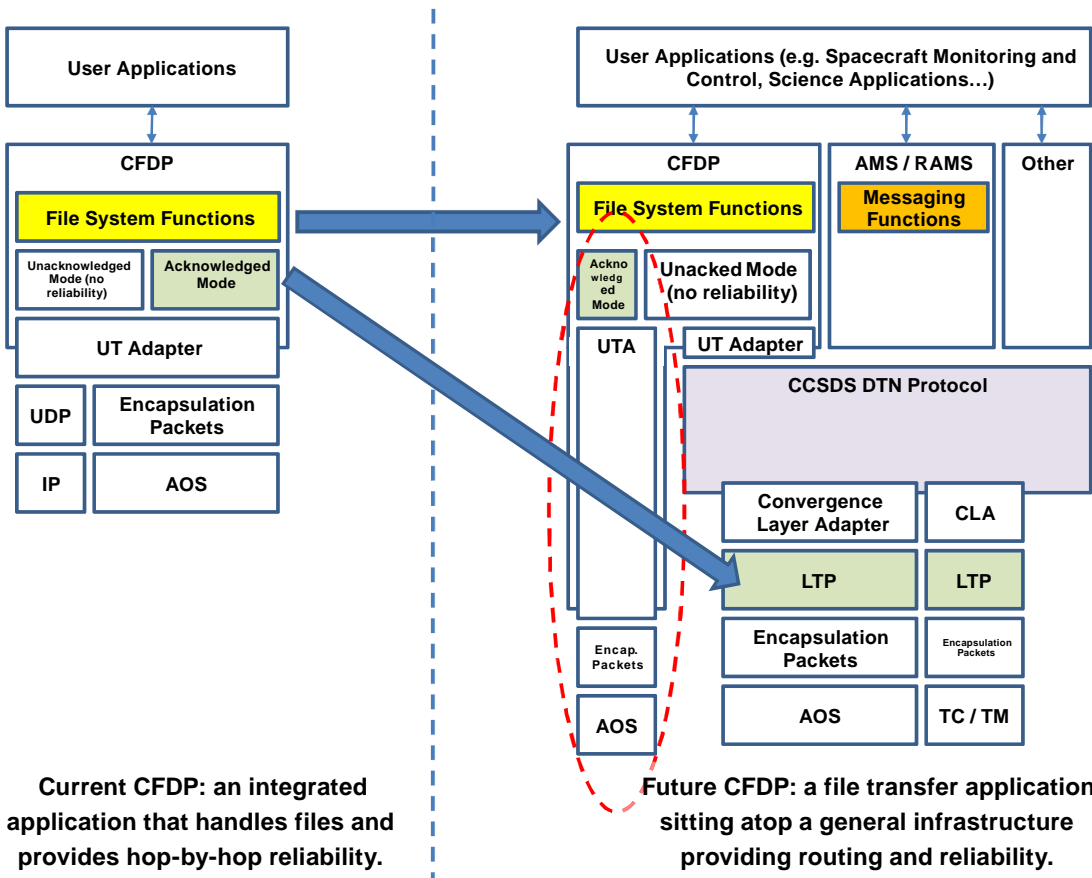 User Applications
CFDP
File System Functions
Unacknowledged
Mode (no
reliability)
Acknowledged
Mode
UT Adapter
UDP
Encapsulation
Packets
IP
AOS
Current CFDP: an integrated
application that handles files and
provides hop-by-hop reliability.
User Applications (e.g. Spacecraft Monitoring and
Control, Science Applications…)
CFDP
File System Functions
Ackno
wledg
ed
Mode
Unacked Mode
(no reliability)
UTA
UT Adapter
AMS / RAMS
Messaging
Functions
Other
CCSDS DTN Protocol
Convergence
Layer Adapter
CLA
LTP
LTP
Encap.
Packets
Encapsulation
Packets
Encapsulation
Packets
AOS
AOS
TC / TM
Future CFDP: a file transfer application
sitting atop a general infrastructure
providing routing and reliability.